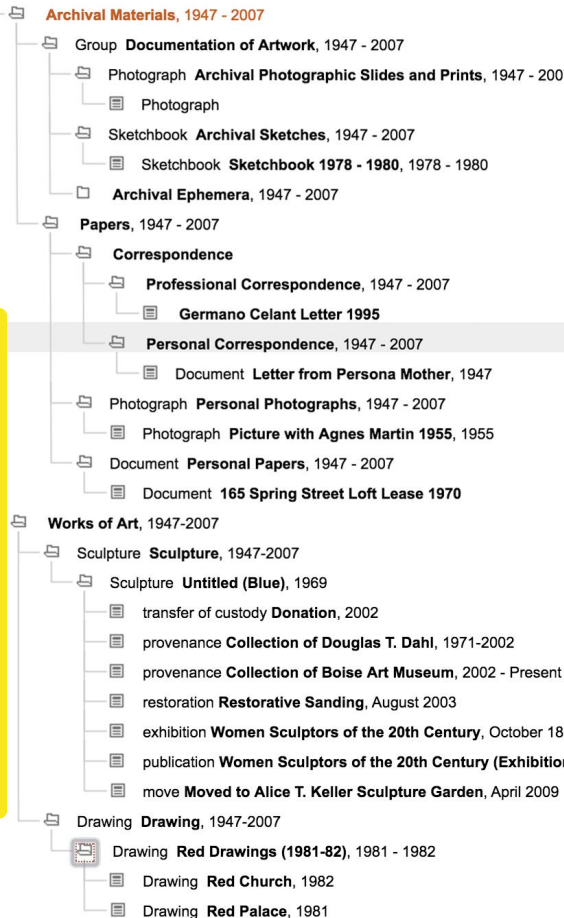 Archival Materials, 1947 - 2007
Group Documentation of Artwork, 1947 - 2007
Photograph Archival Photographic Slides and Prints, 1947 - 200
Photograph
Sketchbook Archival Sketches, 1947 - 2007
Sketchbook Sketchbook 1978 - 1980, 1978 - 1980
Archival Ephemera, 1947 - 2007
Papers, 1947 - 2007
Correspondence
Professional Correspondence, 1947 - 2007
Germano Celant Letter 1995
Personal Correspondence, 1947 - 2007
Document Letter from Persona Mother, 1947
Photograph Personal Photographs, 1947 - 2007
Photograph Picture with Agnes Martin 1955, 1955
Document Personal Papers, 1947 - 2007
Document 165 Spring Street Loft Lease 1970
Works of Art, 1947-2007
Sculpture Sculpture, 1947-2007
Sculpture Untitled (Blue), 1969
transfer of custody Donation, 2002
provenance Collection of Douglas T. Dahl, 1971-2002
provenance Collection of Boise Art Museum, 2002 - Present
restoration Restorative Sanding, August 2003
exhibition Women Sculptors of the 20th Century, October 18
publication Women Sculptors of the 20th Century (Exhibition
move Moved to Alice T. Keller Sculpture Garden, April 2009
Drawing Drawing, 1947-2007
Drawing Red Drawings (1981-82), 1981 - 1982
Drawing Red Church, 1982
Drawing Red Palace, 1981